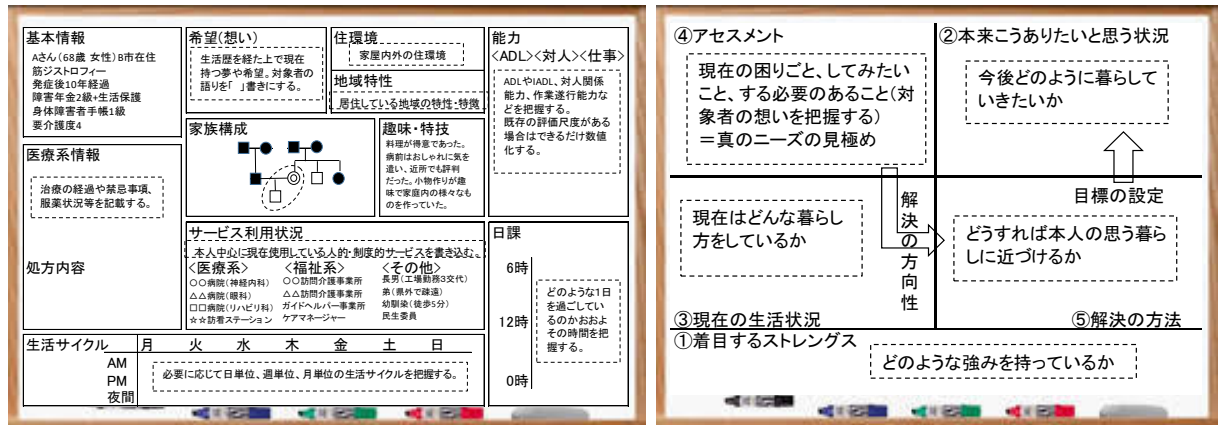 基本情報
Aさん(68歳 女性)B市在住
筋ジストロフィー
発症後10年経過
障害年金2級+生活保護
身体障害者手帳1級
要介護度4
医療系情報
治療の経過や禁忌事項、
服薬状況等を記載する。
処方内容
希望(想い)
生活歴を経た上で現在
持つ夢や希望。対象者の
語りを「 」書きにする。
住環境
家屋内外の住環境
地域特性
居住している地域の特性・特徴
能力
<ADL><対人><仕事>
ADLやIADL、対人関係
能力、作業遂行能力な
どを把握する。
既存の評価尺度がある
場合はできるだけ数値
化する。
家族構成
趣味・特技
料理が得意であった。
病前はおしゃれに気を
遣い、近所でも評判
だった。小物作りが趣
味で家庭内の様々なも
のを作っていた。
サービス利用状況
本人中心に現在使用している人的・制度的サービスを書き込む。
<医療系>
○○病院(神経内科)
△△病院(眼科)
□□病院(リハビリ科)
☆☆訪看ステーション
<福祉系>
○○訪問介護事業所
△△訪問介護事業所
ガイドヘルパー事業所
ケアマネージャー
<その他>
長男(工場勤務3交代)
弟(県外で疎遠)
幼馴染(徒歩5分)
民生委員
日課
6時
12時
0時
どのような1日
を過ごしてい
るのかおおよ
その時間を把
握する。
生活サイクル 月 火 水 木 金 土 日
AM
PM
夜間
必要に応じて日単位、週単位、月単位の生活サイクルを把握する。
④アセスメント
現在の困りごと、してみたい
こと、する必要のあること(対
象者の想いを把握する)
=真のニーズの見極め
②本来こうありたいと思う状況
今後どのように暮らして
いきたいか
目標の設定
解決の方向性
現在はどんな暮らし
方をしているか
③現在の生活状況
どうすれば本人の思う暮ら
しに近づけるか
⑤解決の方法
①着目するストレングス
どのような強みを持っているか